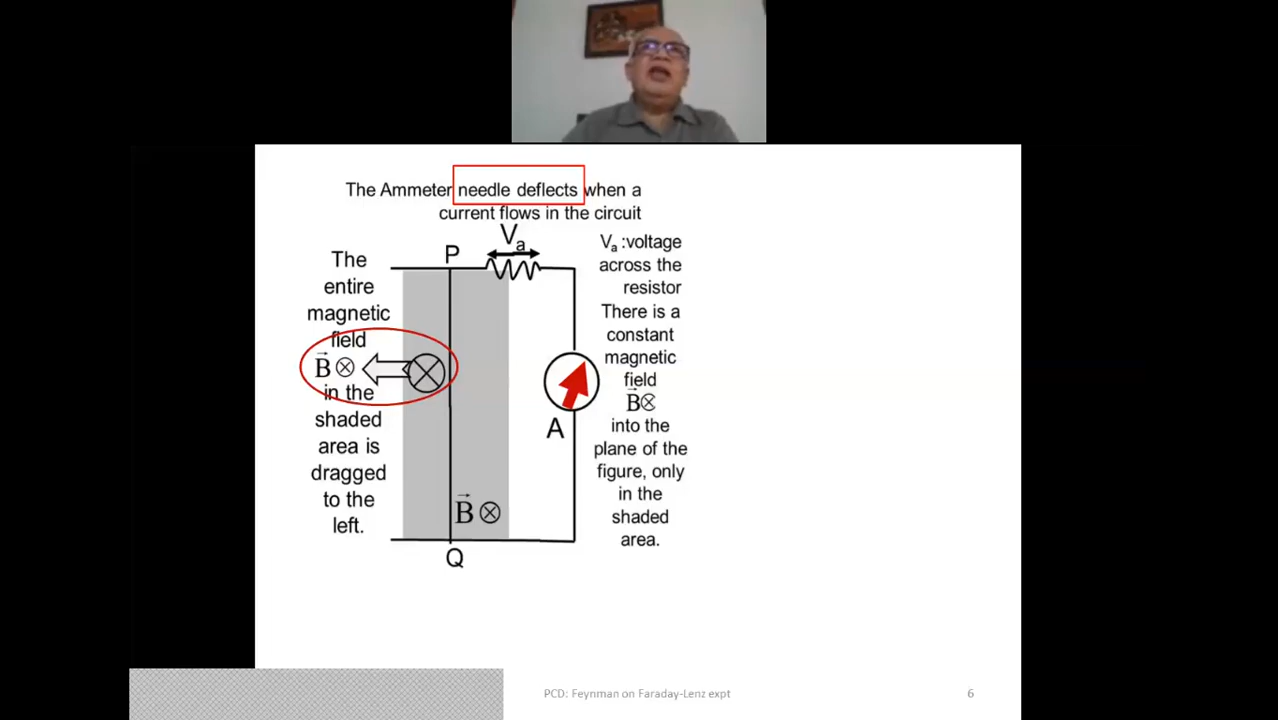 The Ammeter needle deflects when a
current flows in the circuit
Va
P
The
entire
magnetic
field
B⃗ ⊗
in the
shaded
area is
dragged
to the
left.
Va :voltage
across the
resistor
There is a
constant
magnetic
field
B⃗⊗
into the
plane of the
figure, only
in the
shaded
area.
A
B⃗ ⊗
Q
PCD: Feynman on Faraday-Lenz expt
6